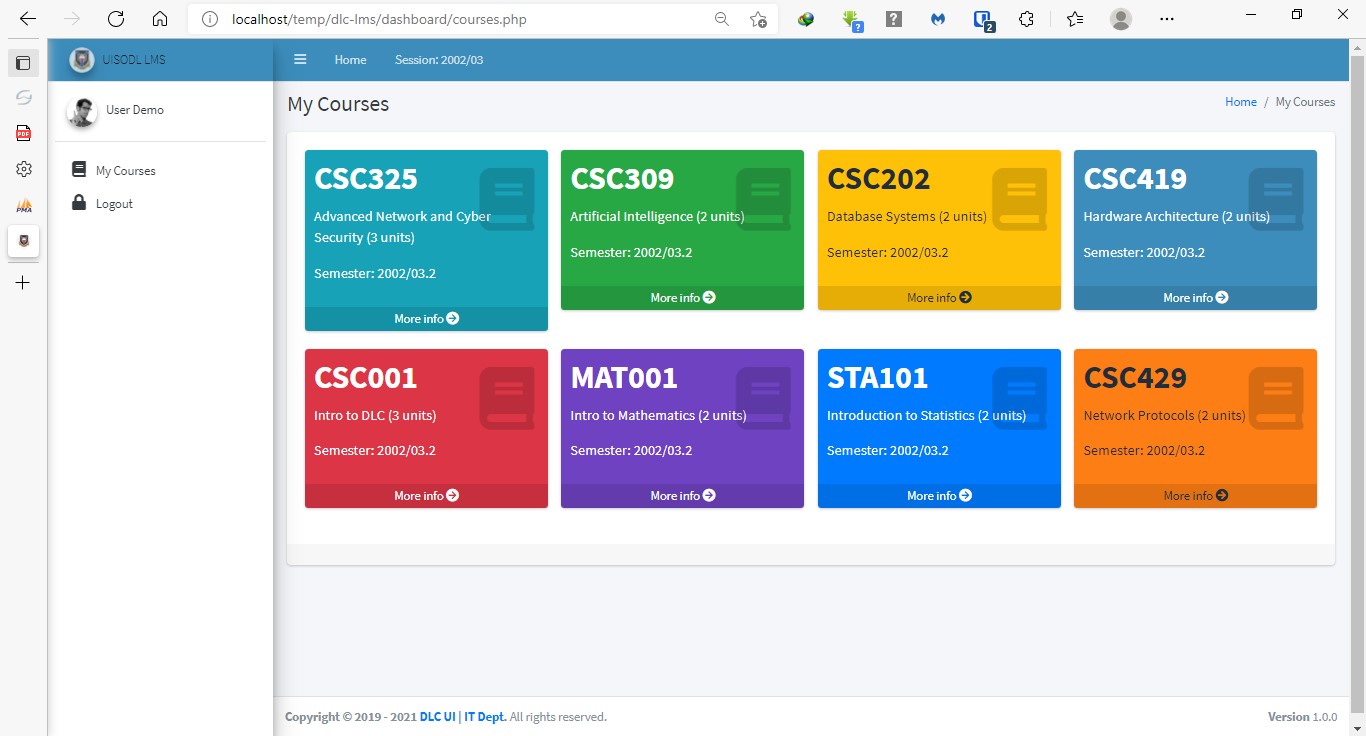 localhost/temp/dlc-lms/dashboard/courses.php
?
?
2
UISODL LMS
Home
Session: 2002/03
PDF
User Demo
My Courses
Home / My Courses
My Courses
PMA
Logout
CSC325
Advanced Network and Cyber
Security (3 units)
Semester: 2002/03.2
More info
CSC309
Artificial Intelligence (2 units)
Semester: 2002/03.2
More info
CSC202
Database Systems (2 units)
Semester: 2002/03.2
More info
CSC419
Hardware Architecture (2 units)
Semester: 2002/03.2
More info
CSC001
Intro to DLC (3 units)
Semester: 2002/03.2
More info
MAT001
Intro to Mathematics (2 units)
Semester: 2002/03.2
More info
STA101
Introduction to Statistics (2 units)
Semester: 2002/03.2
More info
CSC429
Network Protocols (2 units)
Semester: 2002/03.2
More info
Copyright © 2019 - 2021 DLC UI | IT Dept. All rights reserved.
Version 1.0.0